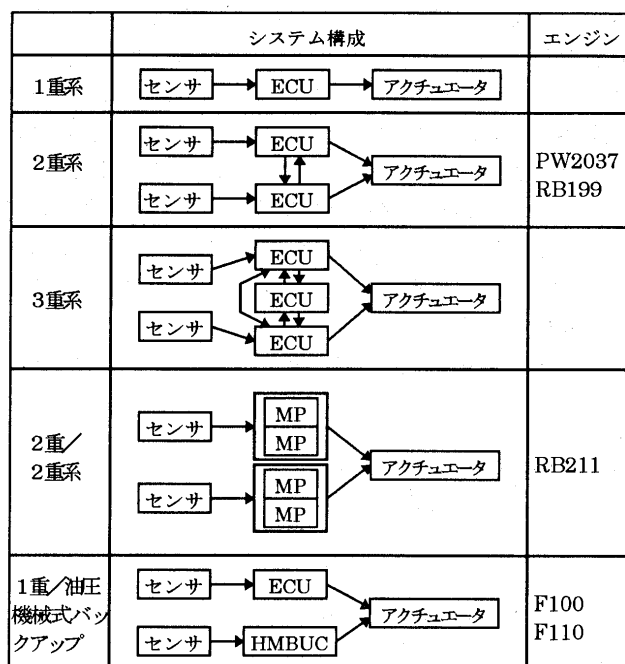 システム構成
エンジン
1重系
センサ
ECU
アクチュエータ
2重系
センサ
ECU
センサ
ECU
アクチュエータ
PW2037
RB199
3重系
センサ
センサ
ECU
ECU
ECU
アクチュエータ
2重/
2重系
センサ
MP
MP
センサ
MP
MP
アクチュエータ
RB211
1重/油圧
機械式バッ
クアップ
センサ
ECU
センサ
HMBUC
アクチュエータ
F100
F110